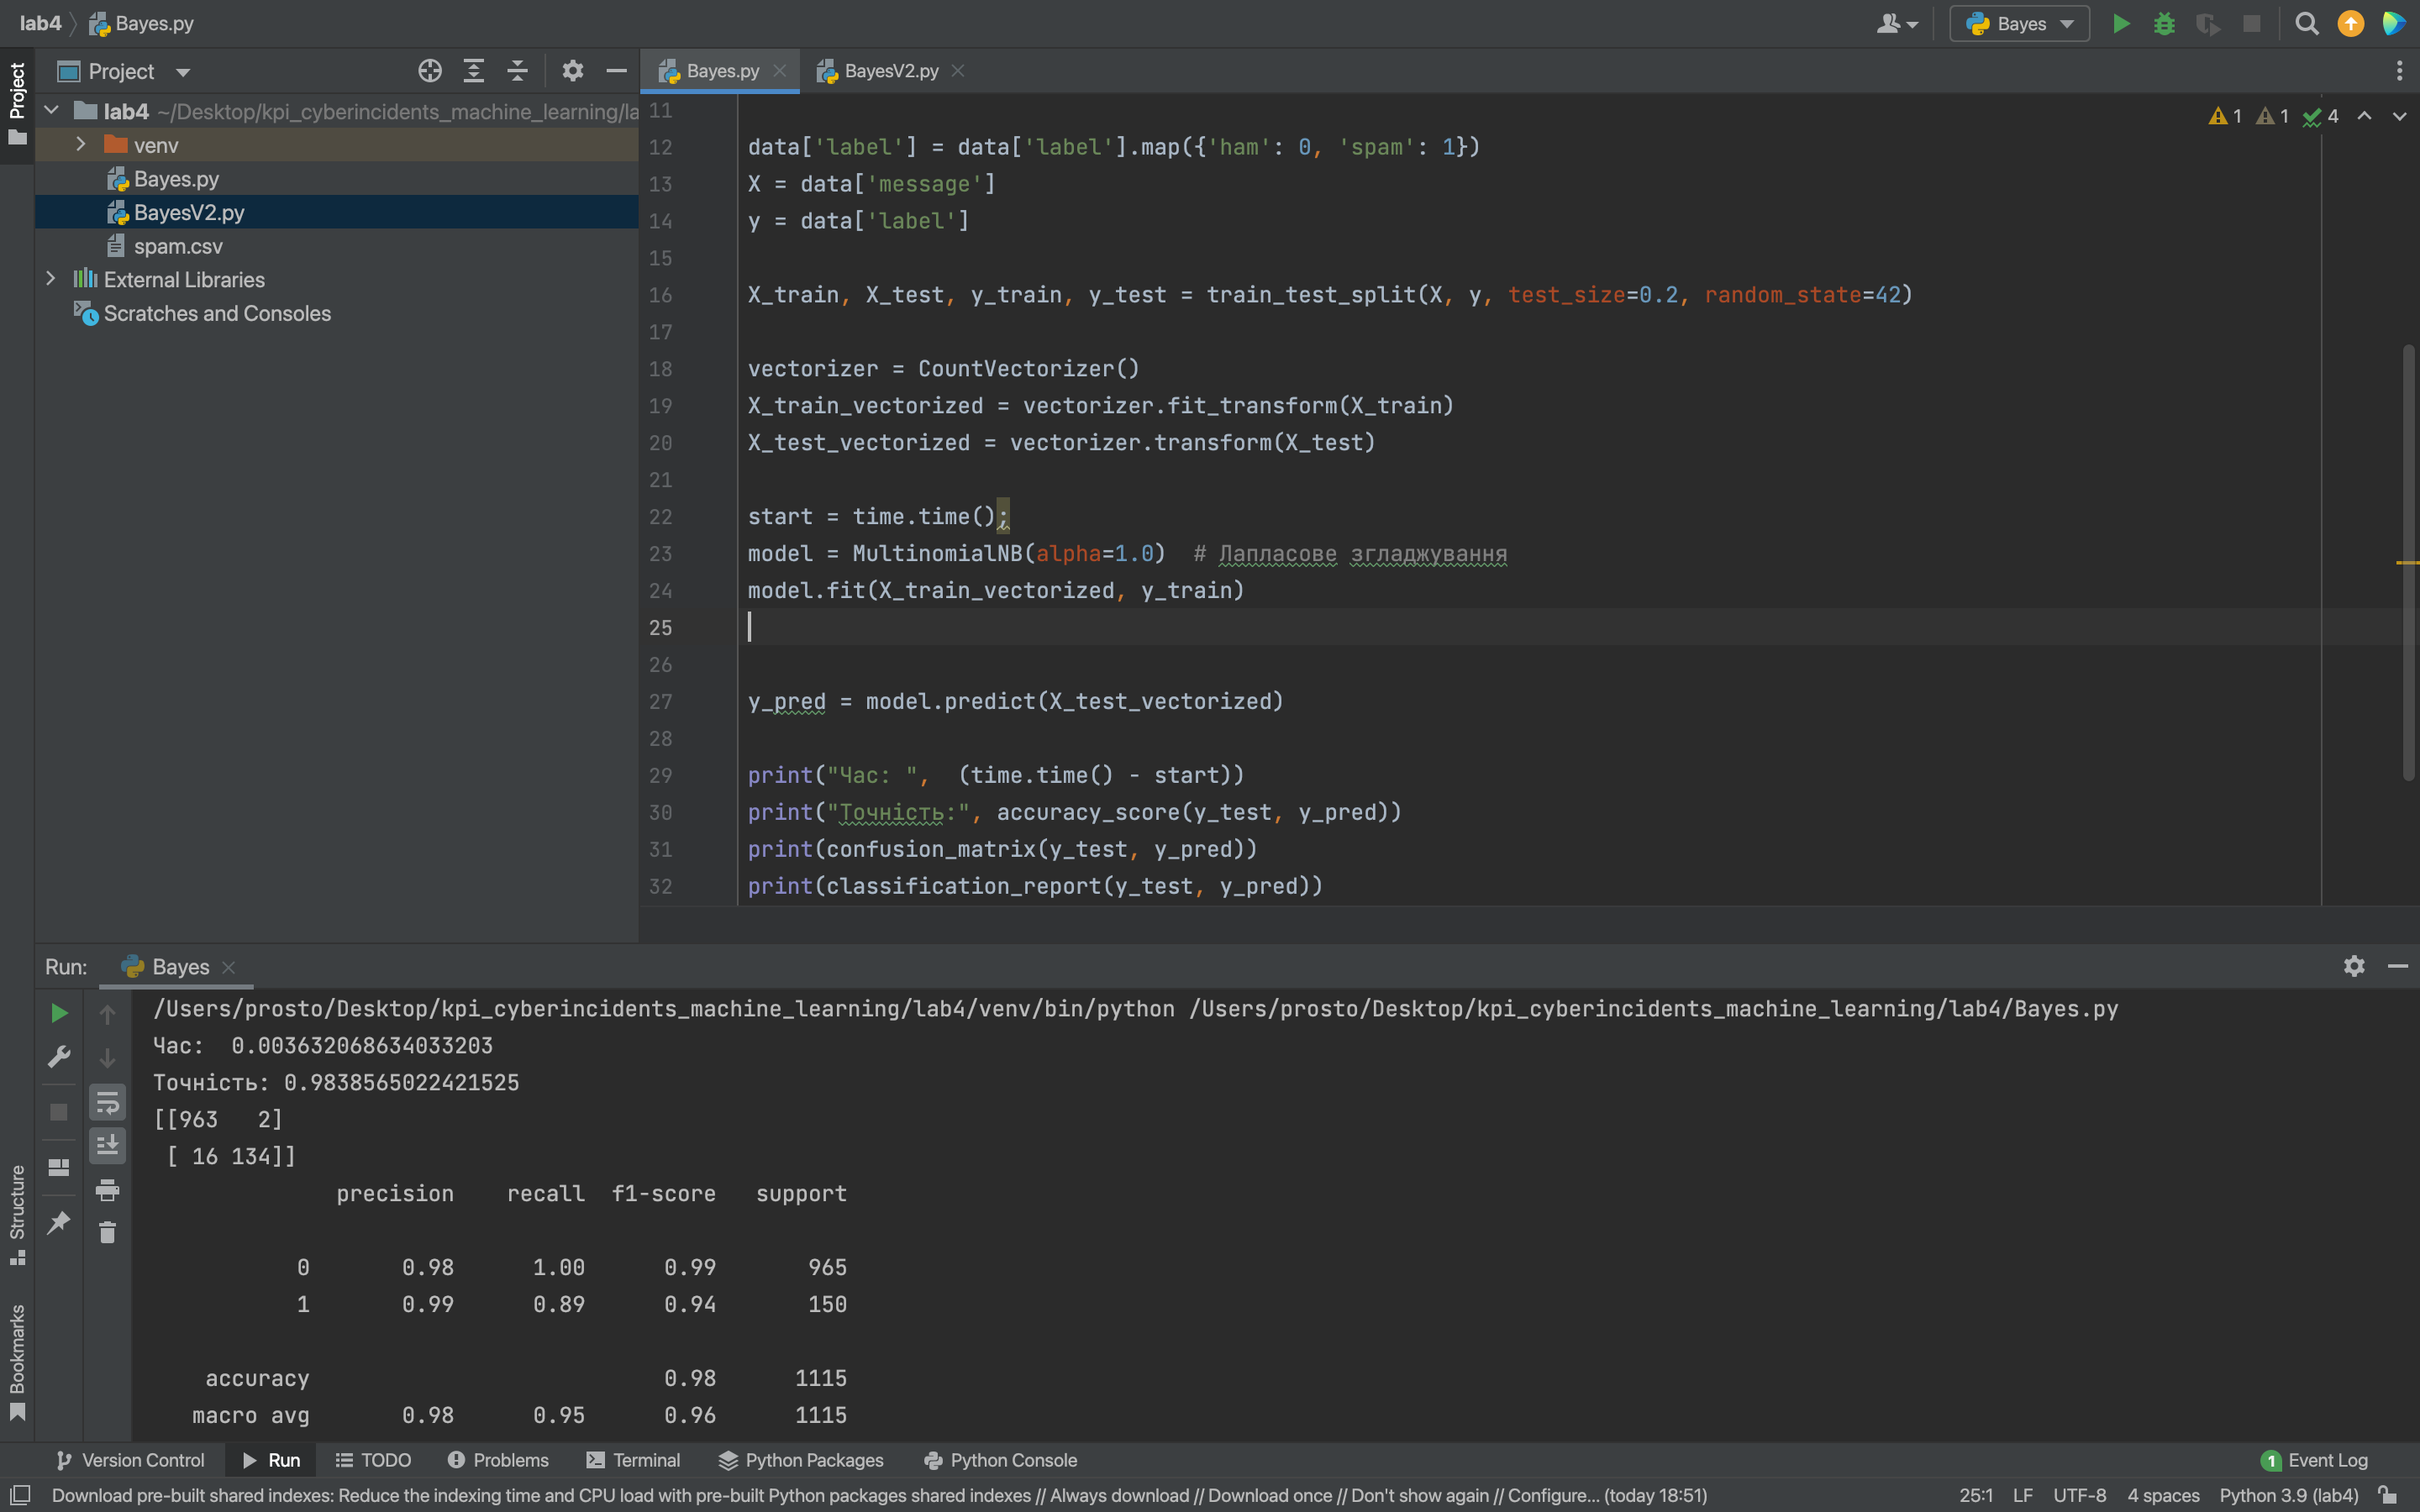 lab4 Bayes.py
Bayes
Project
Project
Bayes.py
BayesV2.py
lab4 ~/Desktop/kpi_cyberincidents_machine_learning/la
venv
Bayes.py
BayesV2.py
spam.csv
External Libraries
Scratches and Consoles
1 1 4
11
12 data['label'] = data['label'].map({'ham': 0, 'spam': 1})
13 X = data['message']
14 y = data['label']
15
16 X_train, X_test, y_train, y_test = train_test_split(X, y, test_size=0.2, random_state=42)
17
18 vectorizer = CountVectorizer()
19 X_train_vectorized = vectorizer.fit_transform(X_train)
20 X_test_vectorized = vectorizer.transform(X_test)
21
22 start = time.time();
23 model = MultinomialNB(alpha=1.0)  # Лапласове згладжування
24 model.fit(X_train_vectorized, y_train)
25
26
27 y_pred = model.predict(X_test_vectorized)
28
29 print("Час: ",  (time.time() - start))
30 print("Точність:", accuracy_score(y_test, y_pred))
31 print(confusion_matrix(y_test, y_pred))
32 print(classification_report(y_test, y_pred))
Run: Bayes
/Users/prosto/Desktop/kpi_cyberincidents_machine_learning/lab4/venv/bin/python /Users/prosto/Desktop/kpi_cyberincidents_machine_learning/lab4/Bayes.py
Час:  0.003632068634033203
Точність: 0.9838565022421525
[[963   2]
 [ 16 134]]
precision    recall  f1-score   support
0       0.98      1.00      0.99       965
1       0.99      0.89      0.94       150
accuracy                           0.98      1115
macro avg       0.98      0.95      0.96      1115
Structure
Bookmarks
Version Control Run TODO Problems Terminal Python Packages Python Console 1 Event Log
Download pre-built shared indexes: Reduce the indexing time and CPU load with pre-built Python packages shared indexes // Always download // Download once // Don't show again // Configure... (today 18:51) 25:1 LF UTF-8 4 spaces Python 3.9 (lab4)